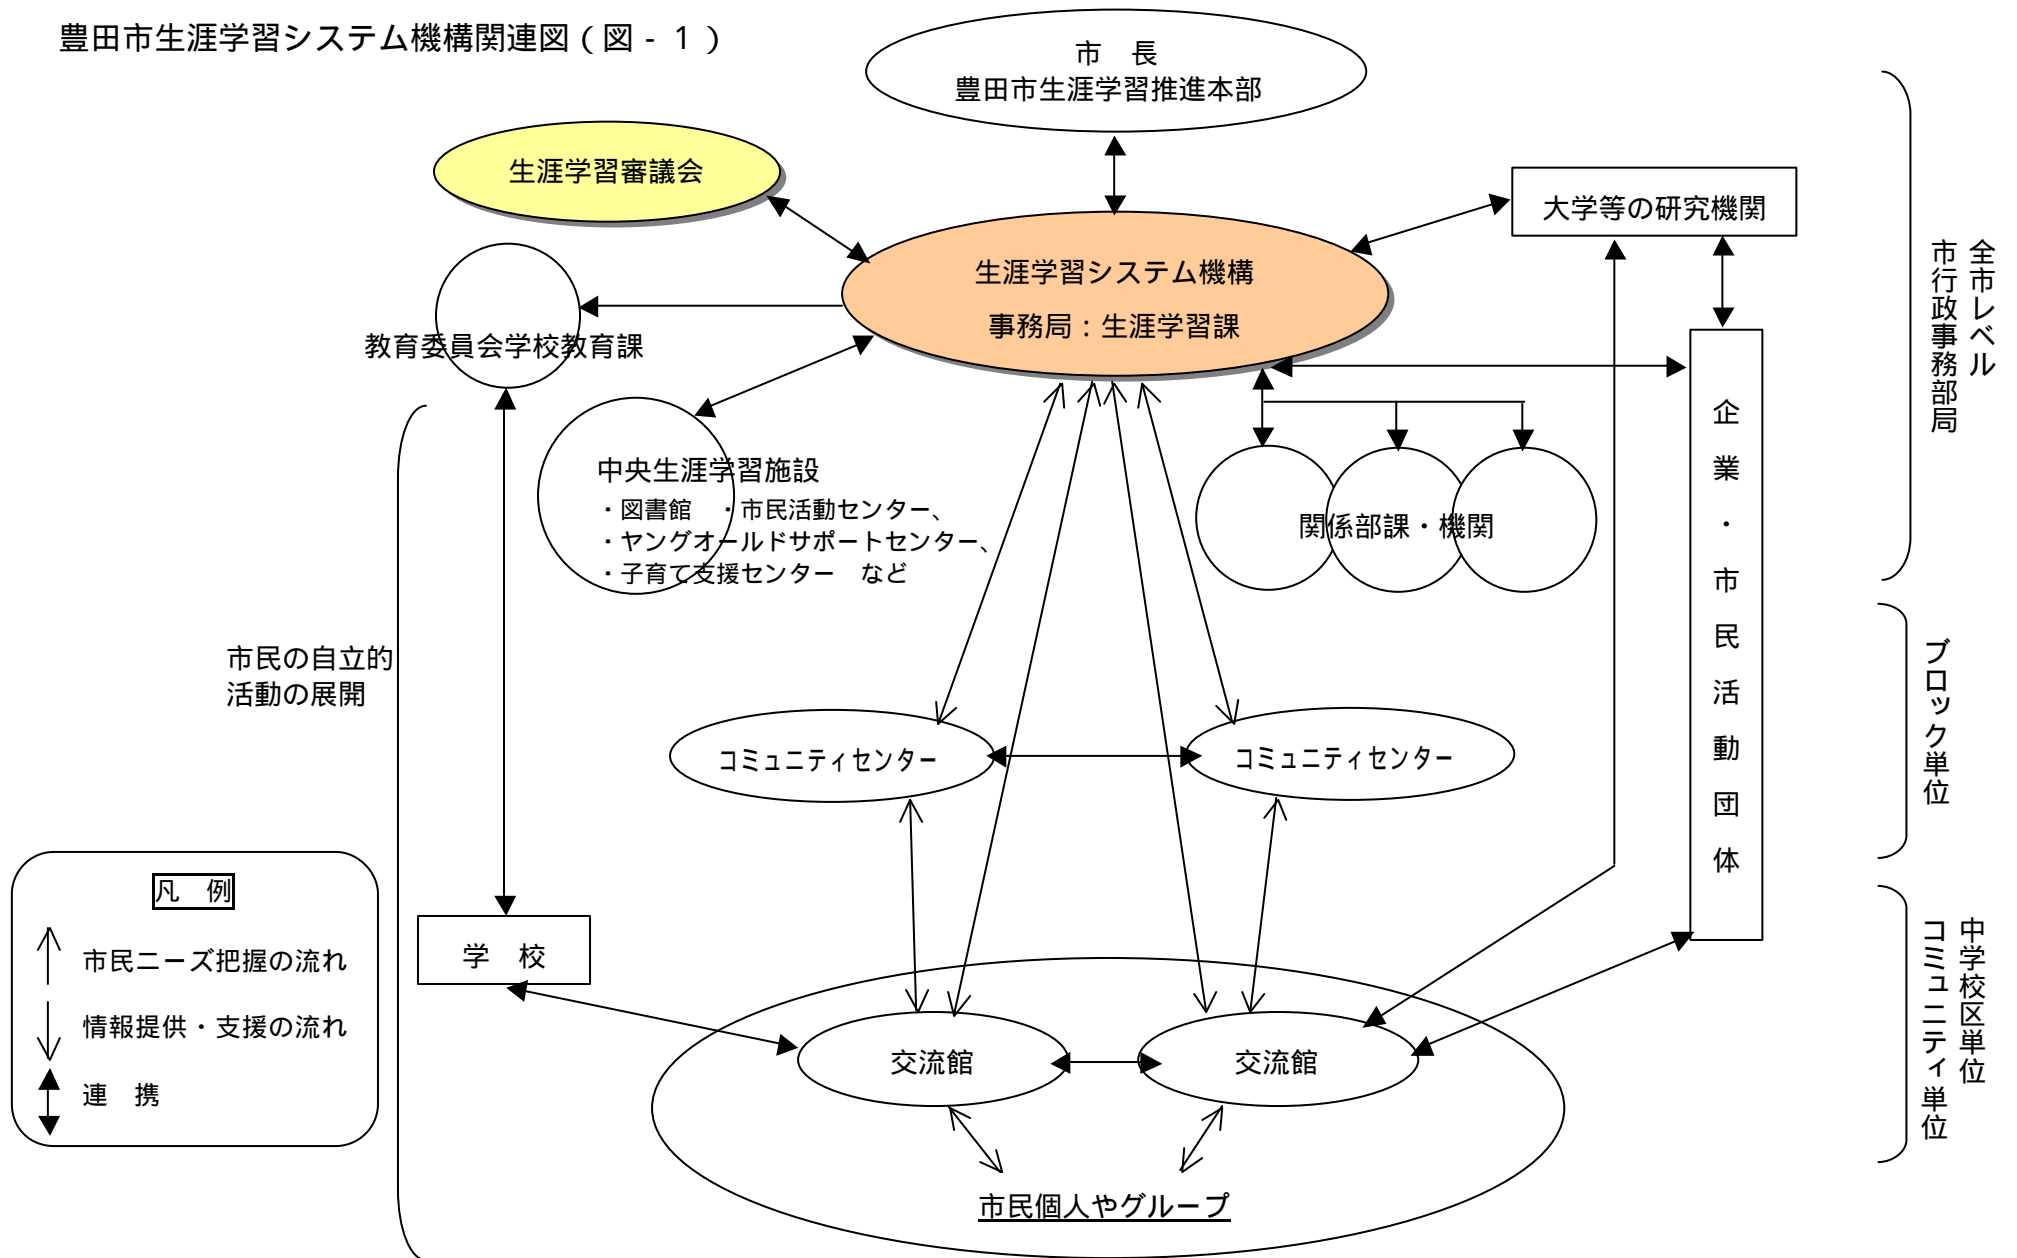 豊田市生涯学習システム機構関連図（図‐1）
市　長
豊田市生涯学習推進本部
生涯学習審議会
大学等の研究機関
生涯学習システム機構
事務局：生涯学習課
教育委員会学校教育課
中央生涯学習施設
・図書館　・市民活動センター、
・ヤングオールドサポートセンター、
・子育て支援センター　など
関係部課・機関
企業・市民活動団体
全市レベル
市行政事務部局
市民の自立的
活動の展開
コミュニティセンター
コミュニティセンター
ブロック単位
凡　例
市民ニーズ把握の流れ
情報提供・支援の流れ
連　携
学　校
交流館
交流館
市民個人やグループ
中学校区単位
コミュニティ単位